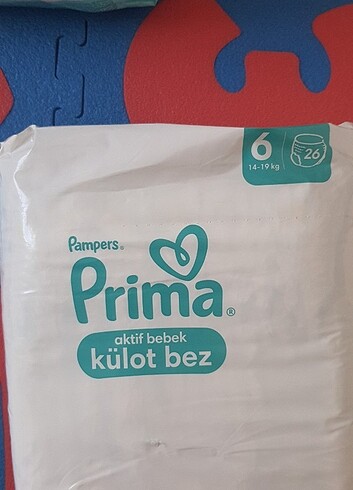 6
14-19 kg
26
Pampers®
Prima®
aktif bebek
külot bez